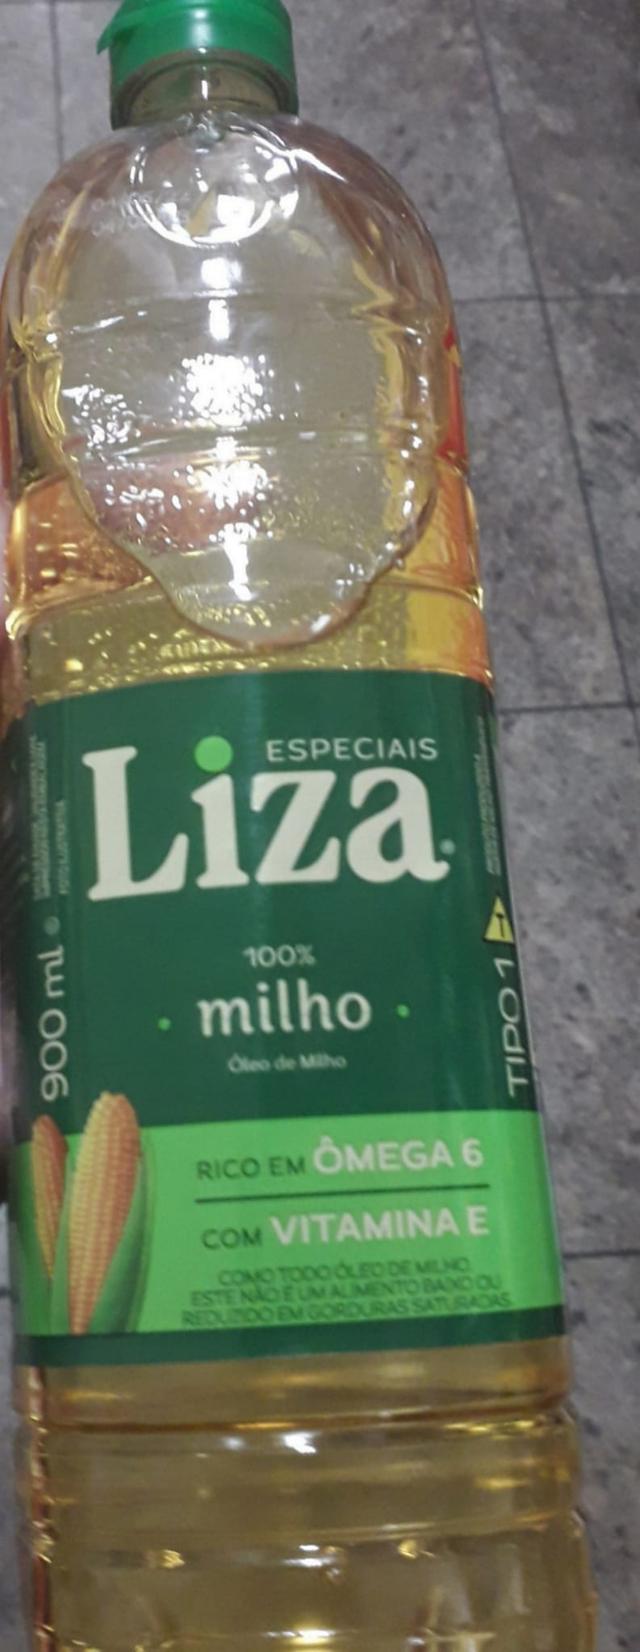 ESPECIAIS
Liza
100%
milho
Óleo de Milho
900 ml
T
TIPO 1
RICO EM ÔMEGA 6
COM VITAMINA E
COMO TODO ÓLEO DE MILHO
ESTE NÃO É UM ALIMENTO BAIXO OU
REDUZIDO EM GORDURAS SATURADAS